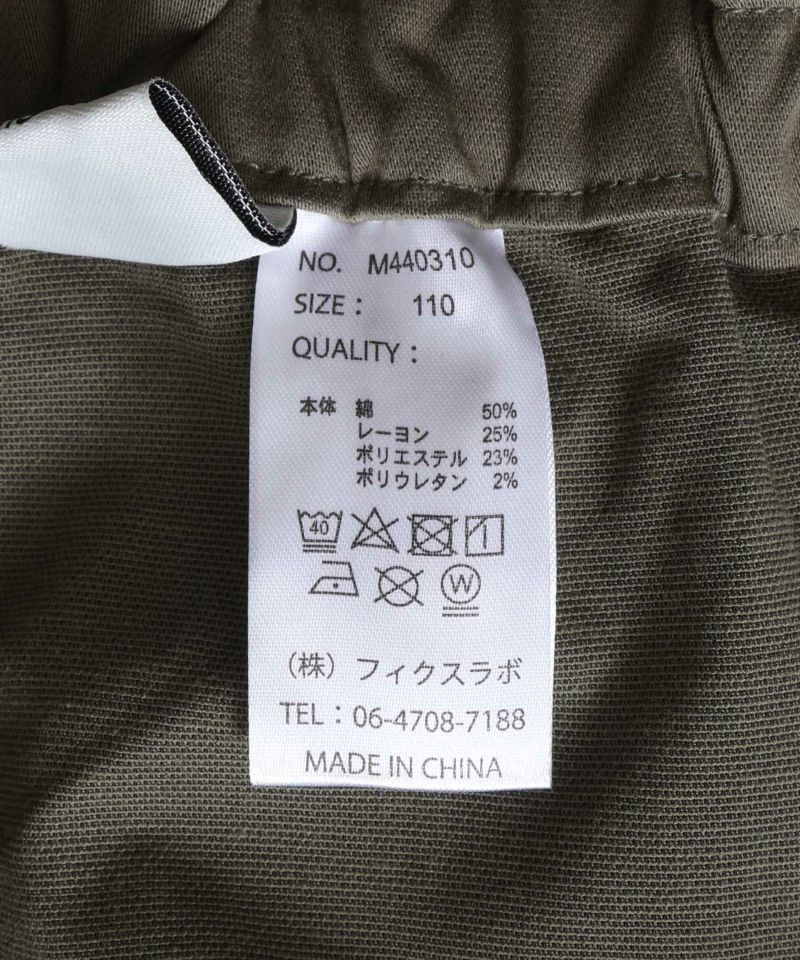 NO. M440310
SIZE : 110
QUALITY :
本体 綿 50%
レーヨン 25%
ポリエステル 23%
ポリウレタン 2%
40
W
(株) フィクスラボ
TEL : 06-4708-7188
MADE IN CHINA